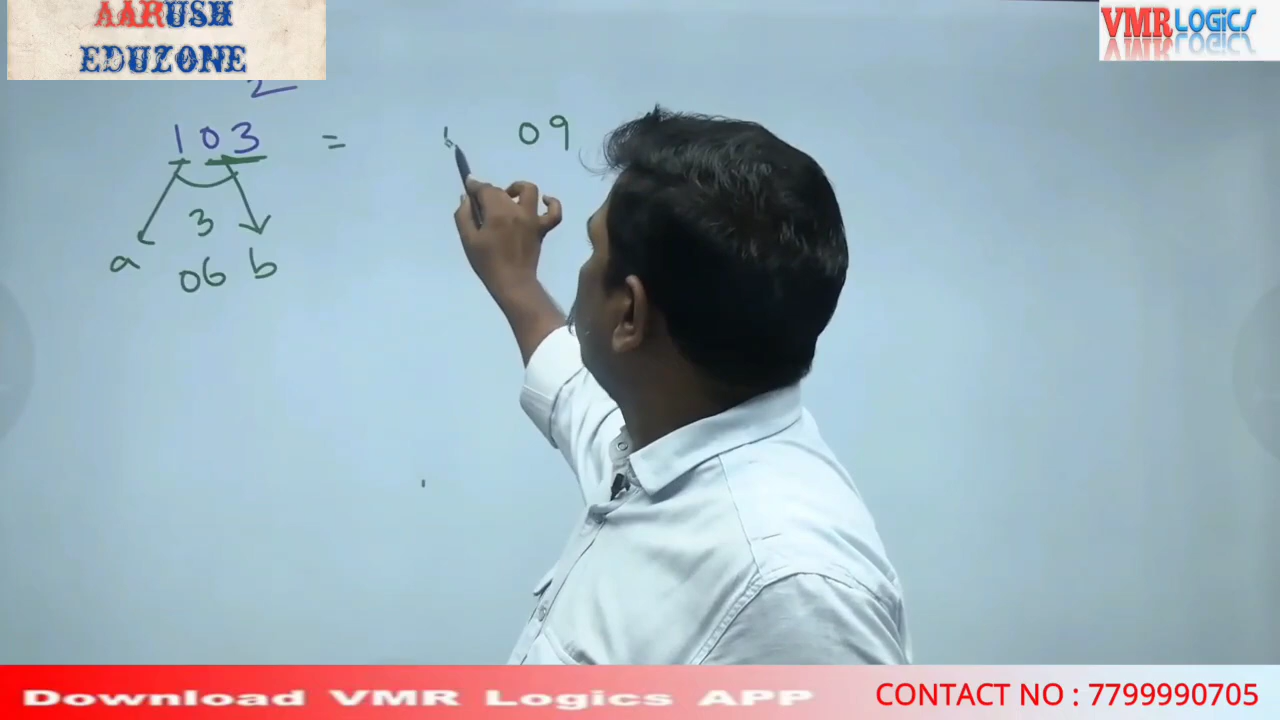 AARUSH
EDUZONE
VMR LOGICS
2
103 = 09
3
a 06 b
Download VMR Logics APP
CONTACT NO : 7799990705